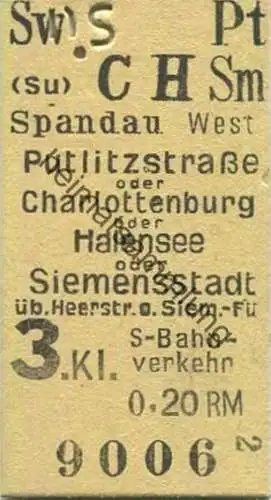 Sw! S Pt
(Su) C H Sm
Spandau West
Putlitzstraße
oder
Charlottenburg
oder
Halensee
oder
Siemensstadt
üb. Heerstr. o. Siem.-Fü
3. Kl. S-Bahn-
verkehr
0.20 RM
9006 2